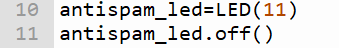 10 antispam_led=LED(11)
11 antispam_led.off()